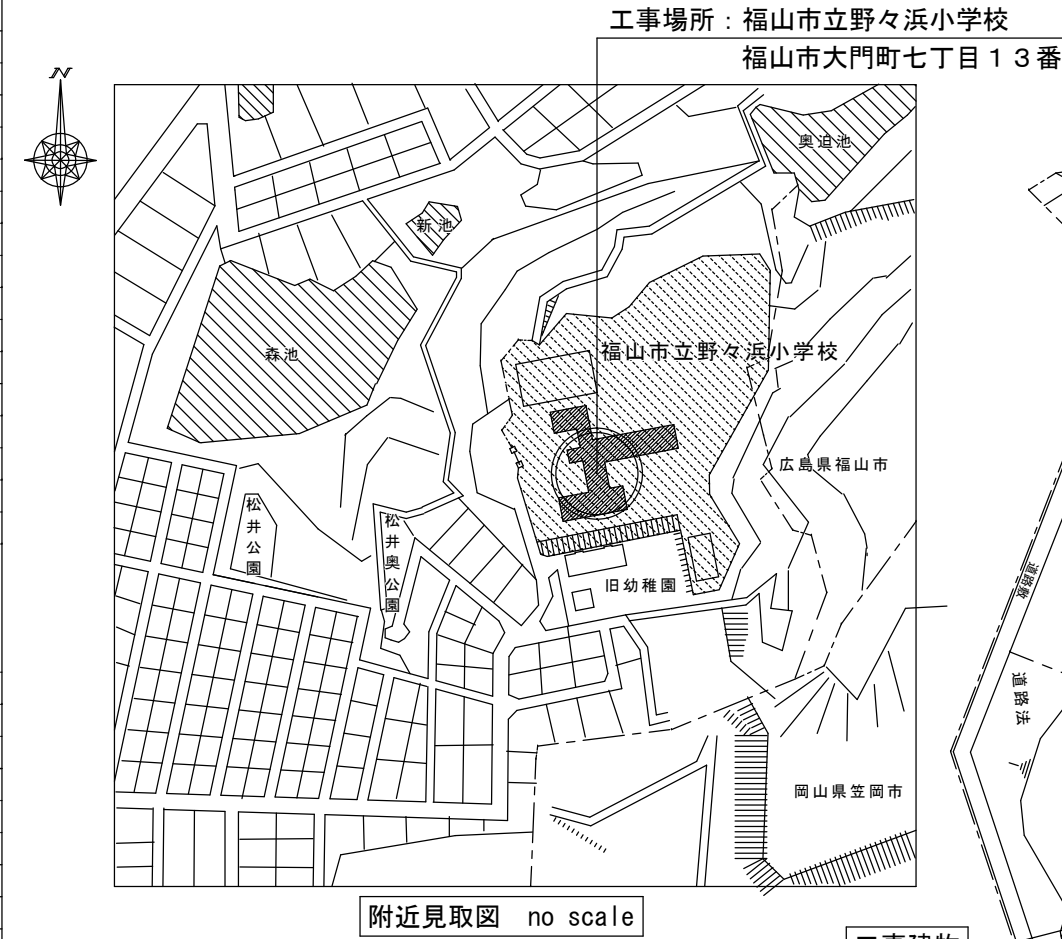 工事場所：福山市立野々浜小学校
福山市大門町七丁目１３番
N
奥迫池
新池
森池
福山市立野々浜小学校
広島県福山市
松井公園
松井奥公園
旧幼稚園
道路敷
道路法
岡山県笠岡市
附近見取図　no scale
工事建物